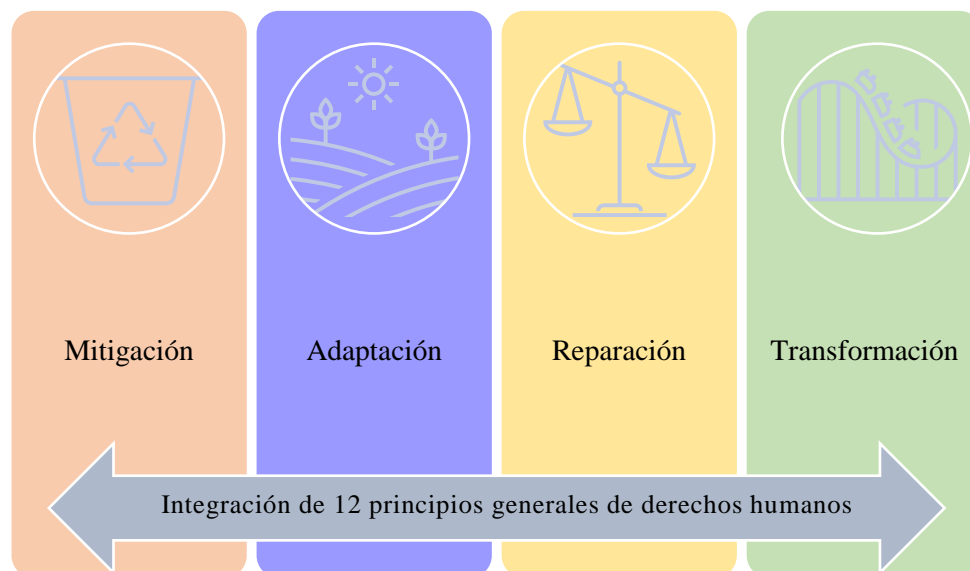 Mitigación
Adaptación
Reparación
Transformación
Integración de 12 principios generales de derechos humanos